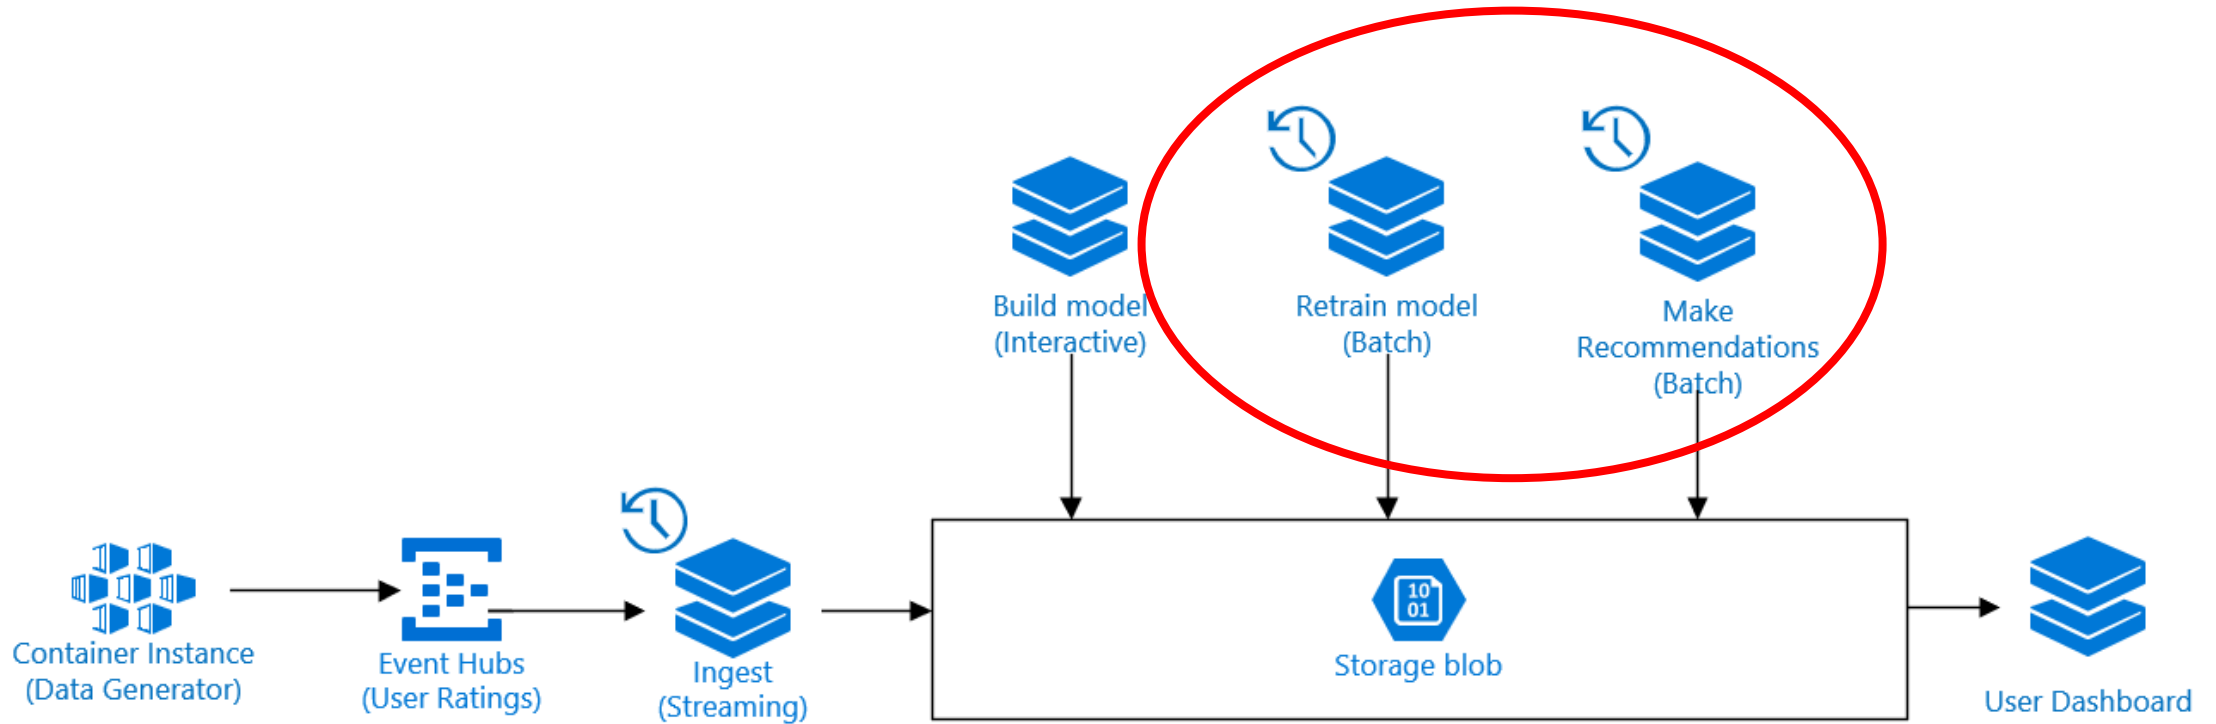 Build model
(Interactive)
Retrain model
(Batch)
Make
Recommendations
(Batch)
Container Instance
(Data Generator)
Event Hubs
(User Ratings)
Ingest
(Streaming)
10
01
Storage blob
User Dashboard